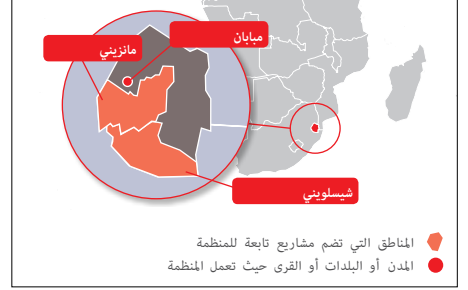 مبابان
مانزيني
شيسلويني
المناطق التي تضم مشاريع تابعة للمنظمة
المدن أو البلدات أو القرى حيث تعمل المنظمة